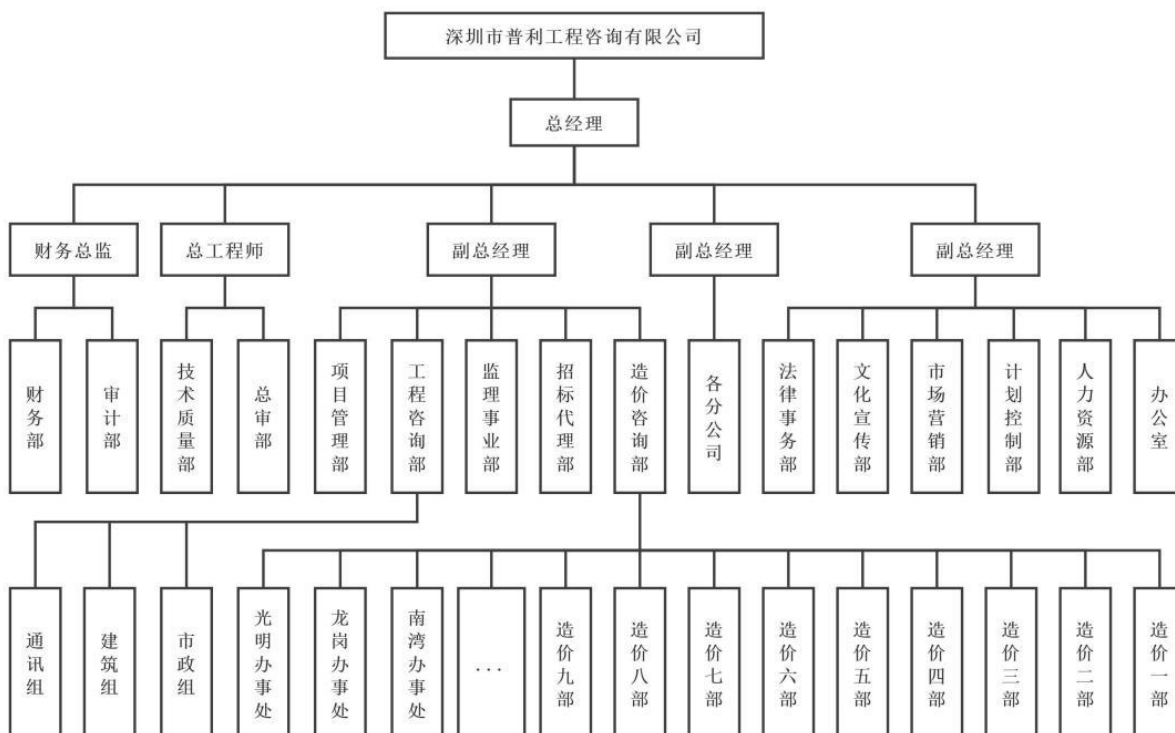 深圳市普利工程咨询有限公司
总经理
财务总监
总工程师
副总经理
副总经理
副总经理
财务部
审计部
技术质量部
总审部
项目管理部
工程咨询部
监理事业部
招标代理部
造价咨询部
各分公司
法律事务部
文化宣传部
市场营销部
计划控制部
人力资源部
办公室
通讯组
建筑组
市政组
光明办事处
龙岗办事处
南湾办事处
...
造价九部
造价八部
造价七部
造价六部
造价五部
造价四部
造价三部
造价二部
造价一部